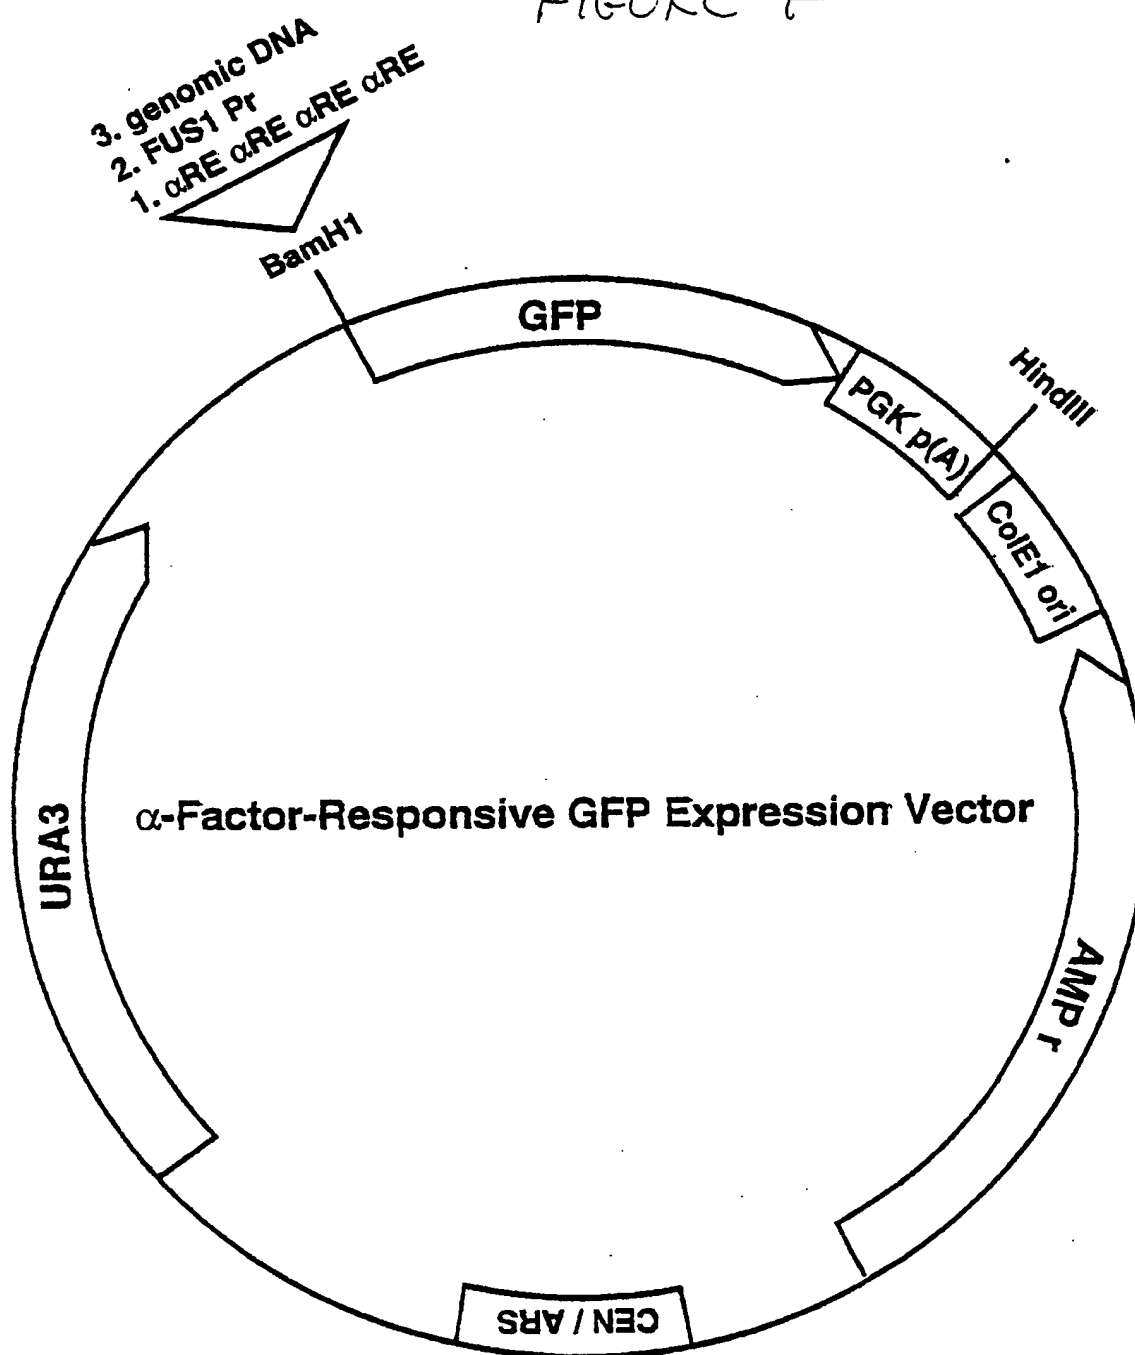 FIGURE
3. genomic DNA
2. FUS1 Pr
1. αRE αRE αRE αRE
BamH1
GFP
PGK p(A)
HindIII
ColE1 ori
URA3
α-Factor-Responsive GFP Expression Vector
AMP r
CEN / ARS